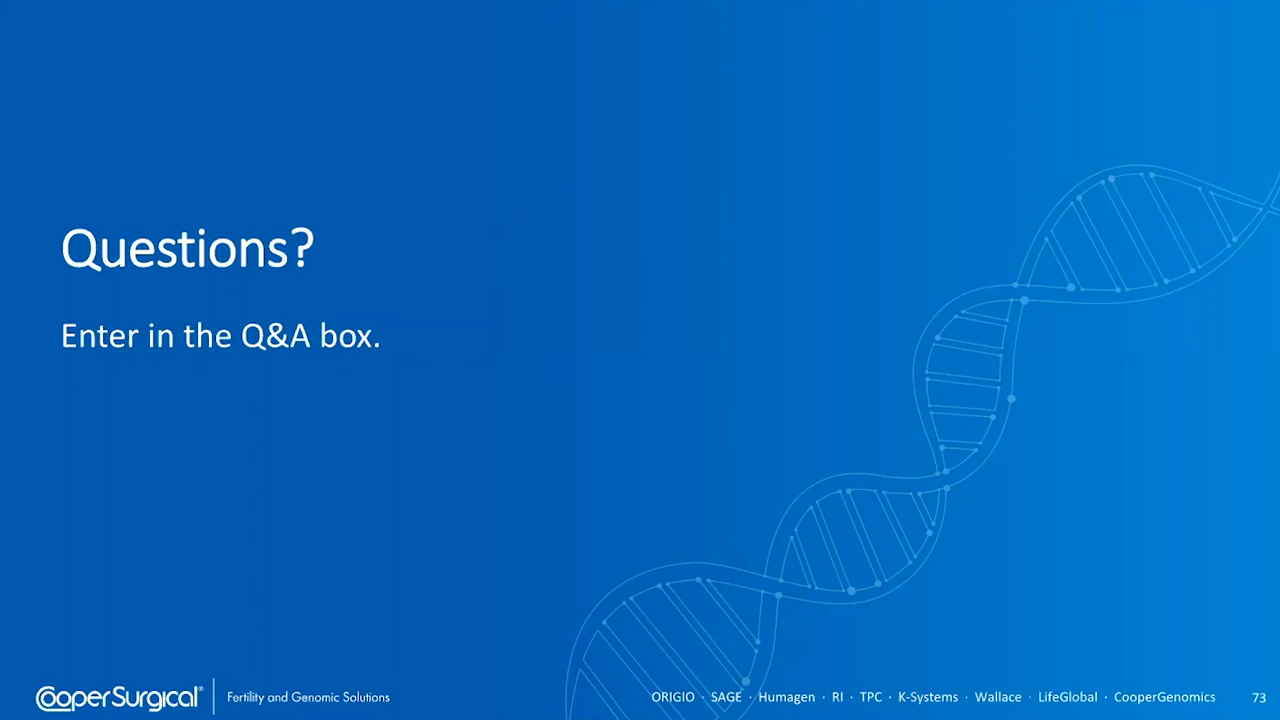 Questions?
Enter in the Q&A box.
CooperSurgical® Fertility and Genomic Solutions
ORIGIO · SAGE · Humagen · RI · TPC · K-Systems · Wallace · LifeGlobal · CooperGenomics 73